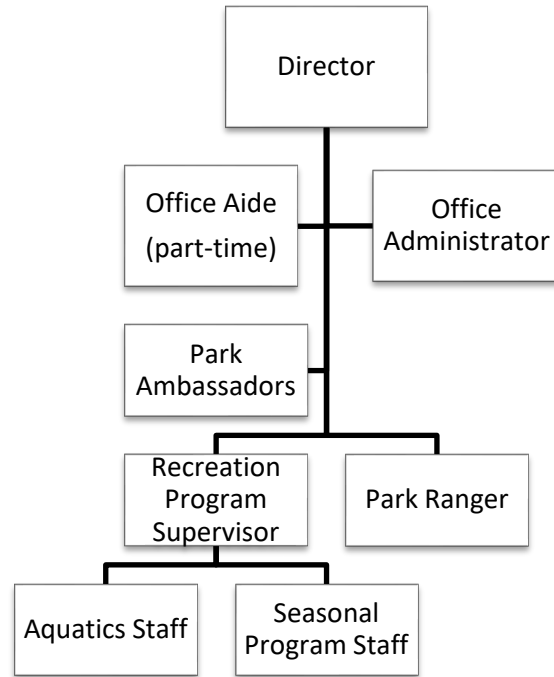 Director
Office Aide
(part-time)
Office
Administrator
Park
Ambassadors
Recreation
Program
Supervisor
Park Ranger
Aquatics Staff
Seasonal
Program Staff